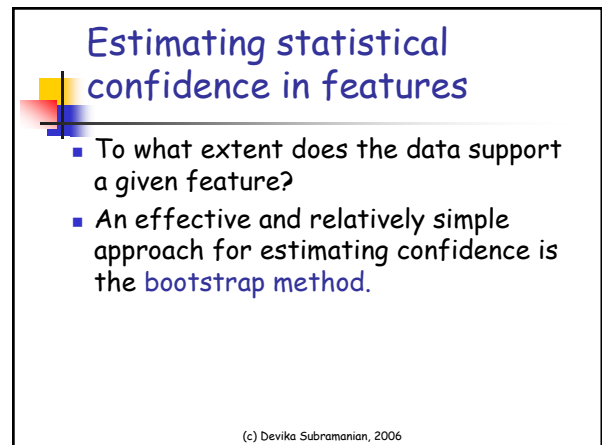 Estimating statistical
confidence in features
To what extent does the data support
a given feature?
An effective and relatively simple
approach for estimating confidence is
the bootstrap method.
(c) Devika Subramanian, 2006